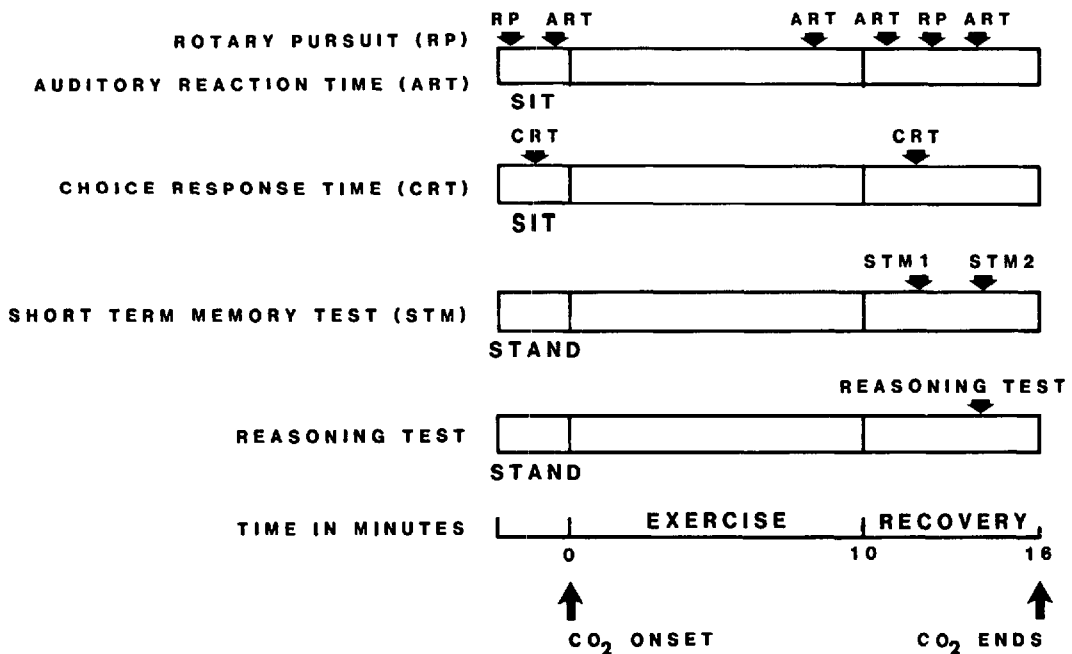 RP ART ART ART RP ART
ROTARY PURSUIT (RP)
AUDITORY REACTION TIME (ART)
SIT
CRT CRT
CHOICE RESPONSE TIME (CRT)
SIT
STM1 STM2
SHORT TERM MEMORY TEST (STM)
STAND
REASONING TEST
REASONING TEST
STAND
TIME IN MINUTES EXERCISE RECOVERY
0 10 16
CO2 ONSET CO2 ENDS